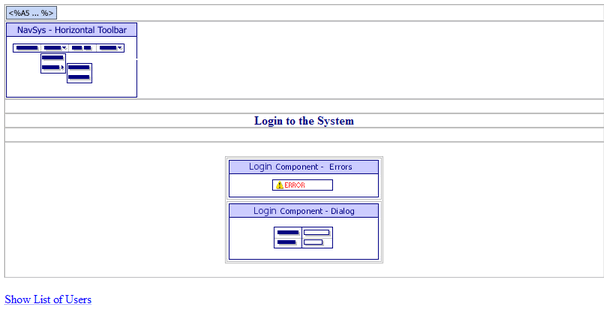 <%AS ... %>
NavSys - Horizontal Toolbar
Login to the System
Login Component - Errors
ERROR
Login Component - Dialog
Show List of Users